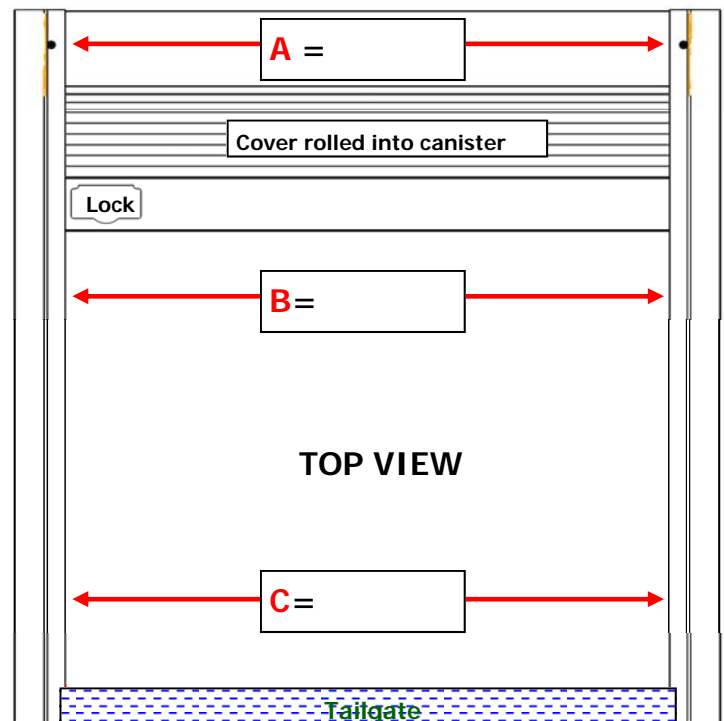 A =
Cover rolled into canister
Lock
B=
TOP VIEW
C=
Tailgate